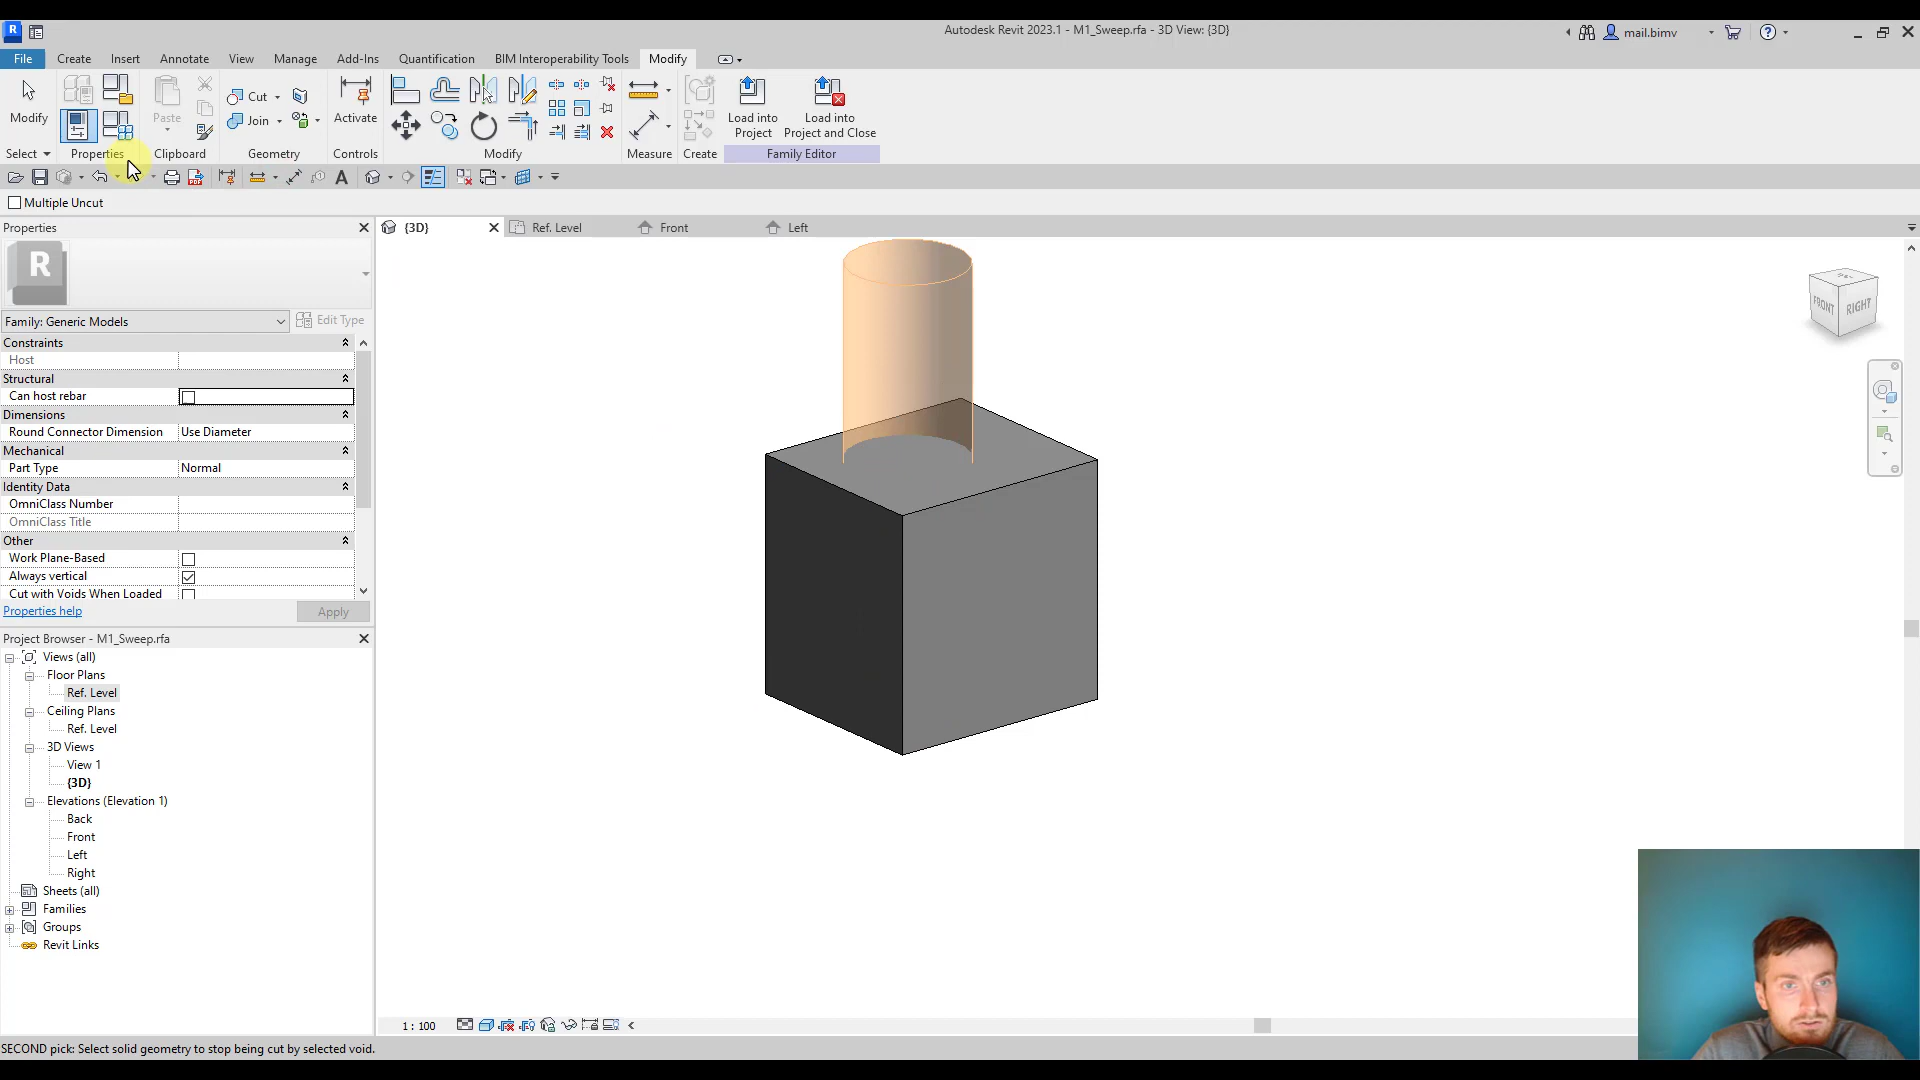 R
Autodesk Revit 2023.1 - M1_Sweep.rfa - 3D View: {3D}
mail.bimv
File Create Insert Annotate View Manage Add-Ins Quantification BIM Interoperability Tools Modify
Modify
Paste
Cut
Join
Activate
Load into Project
Load into Project and Close
Select Properties Clipboard Geometry Controls Modify Measure Create Family Editor
A
Multiple Uncut
Properties
{3D} Ref. Level Front Left
R
Family: Generic Models
Edit Type
Constraints
Host
Structural
Can host rebar
Dimensions
Round Connector Dimension Use Diameter
Mechanical
Part Type Normal
Identity Data
OmniClass Number
OmniClass Title
Other
Work Plane-Based
Always vertical
Cut with Voids When Loaded
Properties help
Apply
FRONT RIGHT
Project Browser - M1_Sweep.rfa
Views (all)
Floor Plans
Ref. Level
Ceiling Plans
Ref. Level
3D Views
View 1
{3D}
Elevations (Elevation 1)
Back
Front
Left
Right
Sheets (all)
Families
Groups
Revit Links
1 : 100
SECOND pick: Select solid geometry to stop being cut by selected void.